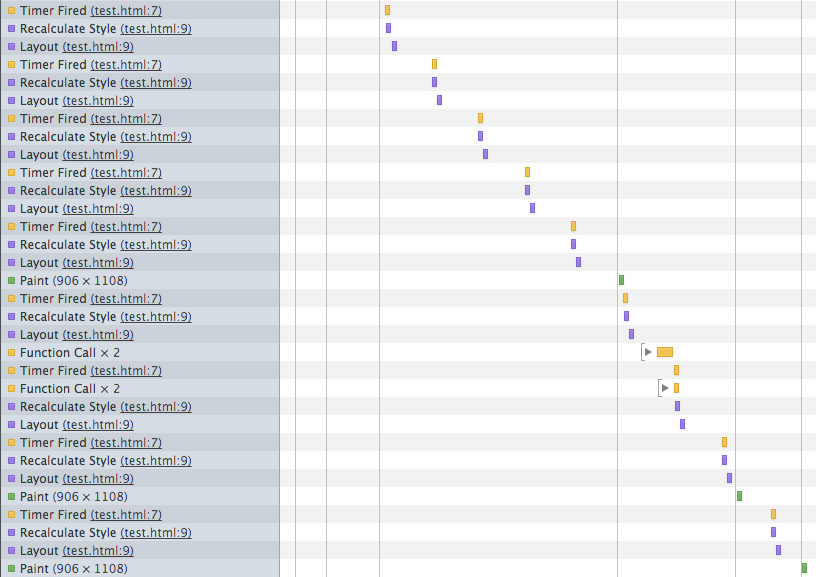 Timer Fired (test.html:7)
Recalculate Style (test.html:9)
Layout (test.html:9)
Timer Fired (test.html:7)
Recalculate Style (test.html:9)
Layout (test.html:9)
Timer Fired (test.html:7)
Recalculate Style (test.html:9)
Layout (test.html:9)
Timer Fired (test.html:7)
Recalculate Style (test.html:9)
Layout (test.html:9)
Timer Fired (test.html:7)
Recalculate Style (test.html:9)
Layout (test.html:9)
Paint (906 × 1108)
Timer Fired (test.html:7)
Recalculate Style (test.html:9)
Layout (test.html:9)
Function Call × 2
Timer Fired (test.html:7)
Function Call × 2
Recalculate Style (test.html:9)
Layout (test.html:9)
Timer Fired (test.html:7)
Recalculate Style (test.html:9)
Layout (test.html:9)
Paint (906 × 1108)
Timer Fired (test.html:7)
Recalculate Style (test.html:9)
Layout (test.html:9)
Paint (906 × 1108)